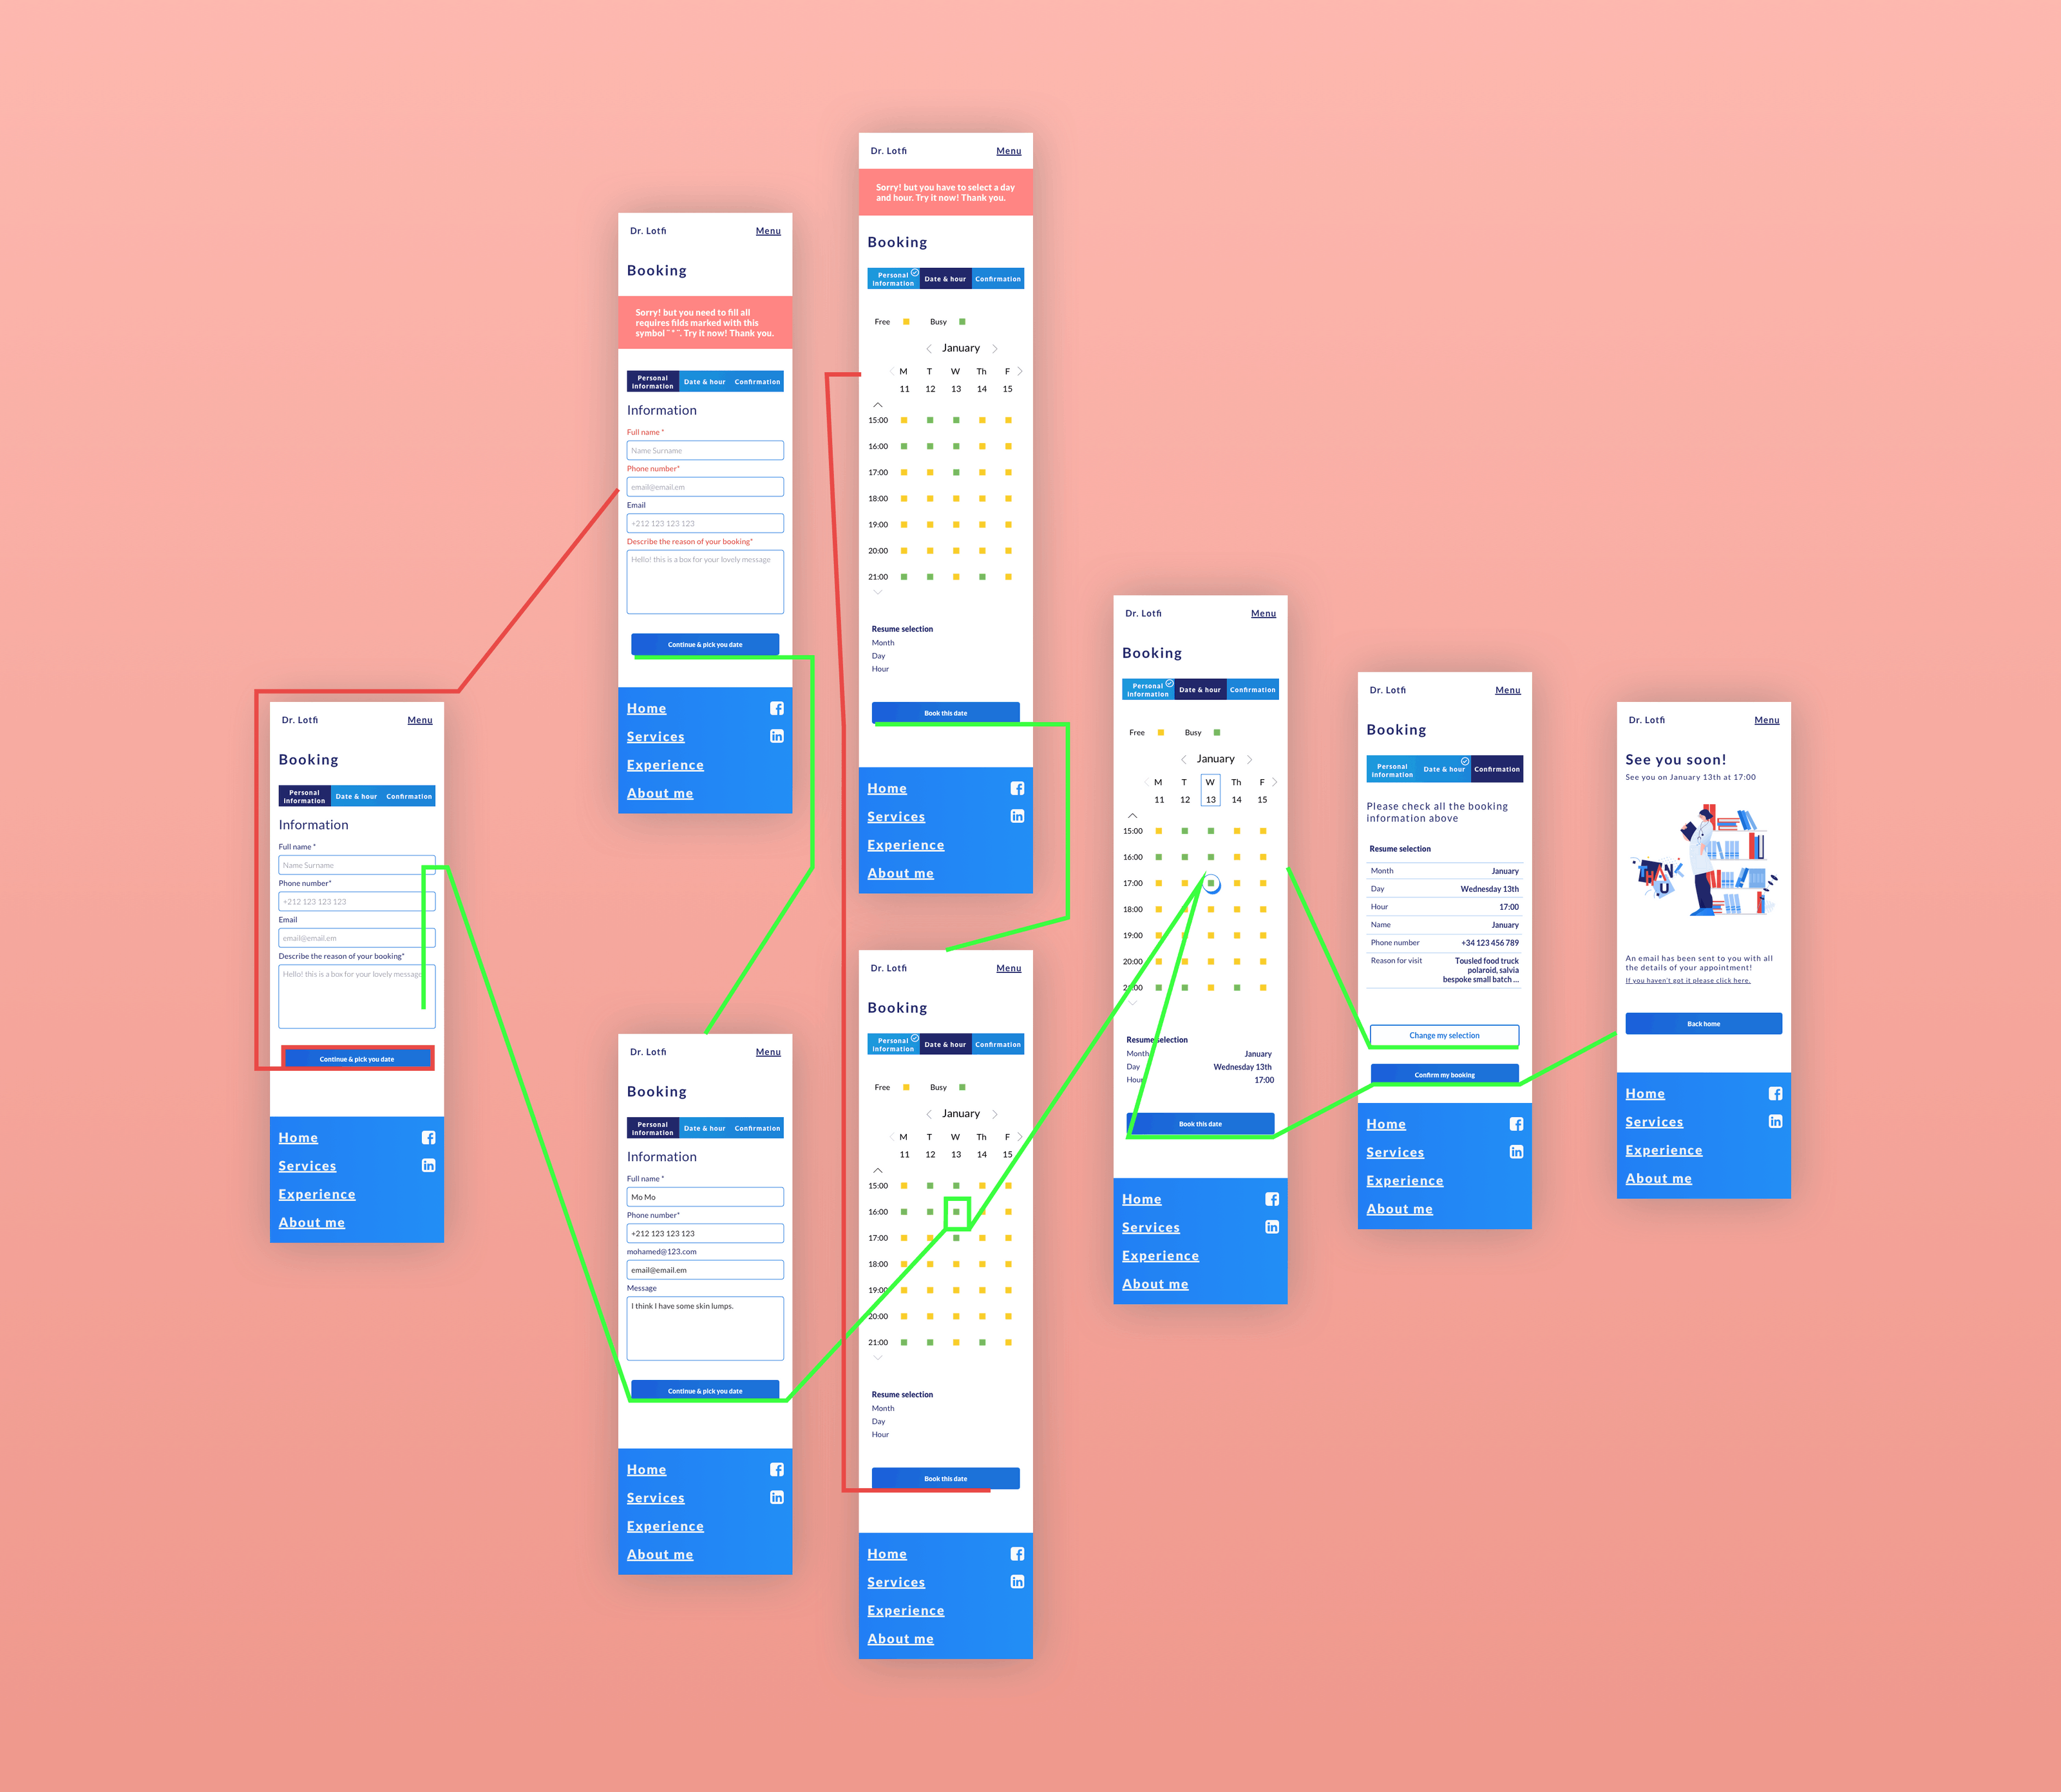 Dr. Lotfi Menu
Booking
Personal
Information
Date & hour
Confirmation
Information
Full name *
Name Surname
Phone number*
+212 123 123 123
Email
email@email.em
Describe the reason of your booking*
Hello! this is a box for your lovely message
Continue & pick you date
Home
Services
Experience
About me
Dr. Lotfi Menu
Booking
Sorry! but you need to fill all
requires filds marked with this
symbol ¨*¨. Try it now! Thank you.
Personal
Information
Date & hour
Confirmation
Information
Full name *
Name Surname
Phone number*
email@email.em
Email
+212 123 123 123
Describe the reason of your booking*
Hello! this is a box for your lovely message
Continue & pick you date
Home
Services
Experience
About me
Dr. Lotfi Menu
Booking
Personal
Information
Date & hour
Confirmation
Information
Full name *
Mo Mo
Phone number*
+212 123 123 123
mohamed@123.com
email@email.em
Message
I think I have some skin lumps.
Continue & pick you date
Home
Services
Experience
About me
Dr. Lotfi Menu
Sorry! but you have to select a day
and hour. Try it now! Thank you.
Booking
Personal
Information
Date & hour
Confirmation
Free Busy
January
M T W Th F
11 12 13 14 15
15:00
16:00
17:00
18:00
19:00
20:00
21:00
Resume selection
Month
Day
Hour
Book this date
Home
Services
Experience
About me
Dr. Lotfi Menu
Booking
Personal
Information
Date & hour
Confirmation
Free Busy
January
M T W Th F
11 12 13 14 15
15:00
16:00
17:00
18:00
19:00
20:00
21:00
Resume selection
Month
Day
Hour
Book this date
Home
Services
Experience
About me
Dr. Lotfi Menu
Booking
Personal
Information
Date & hour
Confirmation
Free Busy
January
M T W Th F
11 12 13 14 15
15:00
16:00
17:00
18:00
19:00
20:00
21:00
Resume selection
Month January
Day Wednesday 13th
Hour 17:00
Book this date
Home
Services
Experience
About me
Dr. Lotfi Menu
Booking
Personal
Information
Date & hour
Confirmation
Please check all the booking
information above
Resume selection
Month January
Day Wednesday 13th
Hour 17:00
Name January
Phone number +34 123 456 789
Reason for visit Tousled food truck
polaroid, salvia
bespoke small batch ...
Change my selection
Confirm my booking
Home
Services
Experience
About me
Dr. Lotfi Menu
See you soon!
See you on January 13th at 17:00
THANK
U
An email has been sent to you with all
the details of your appointment!
If you haven't got it please click here.
Back home
Home
Services
Experience
About me